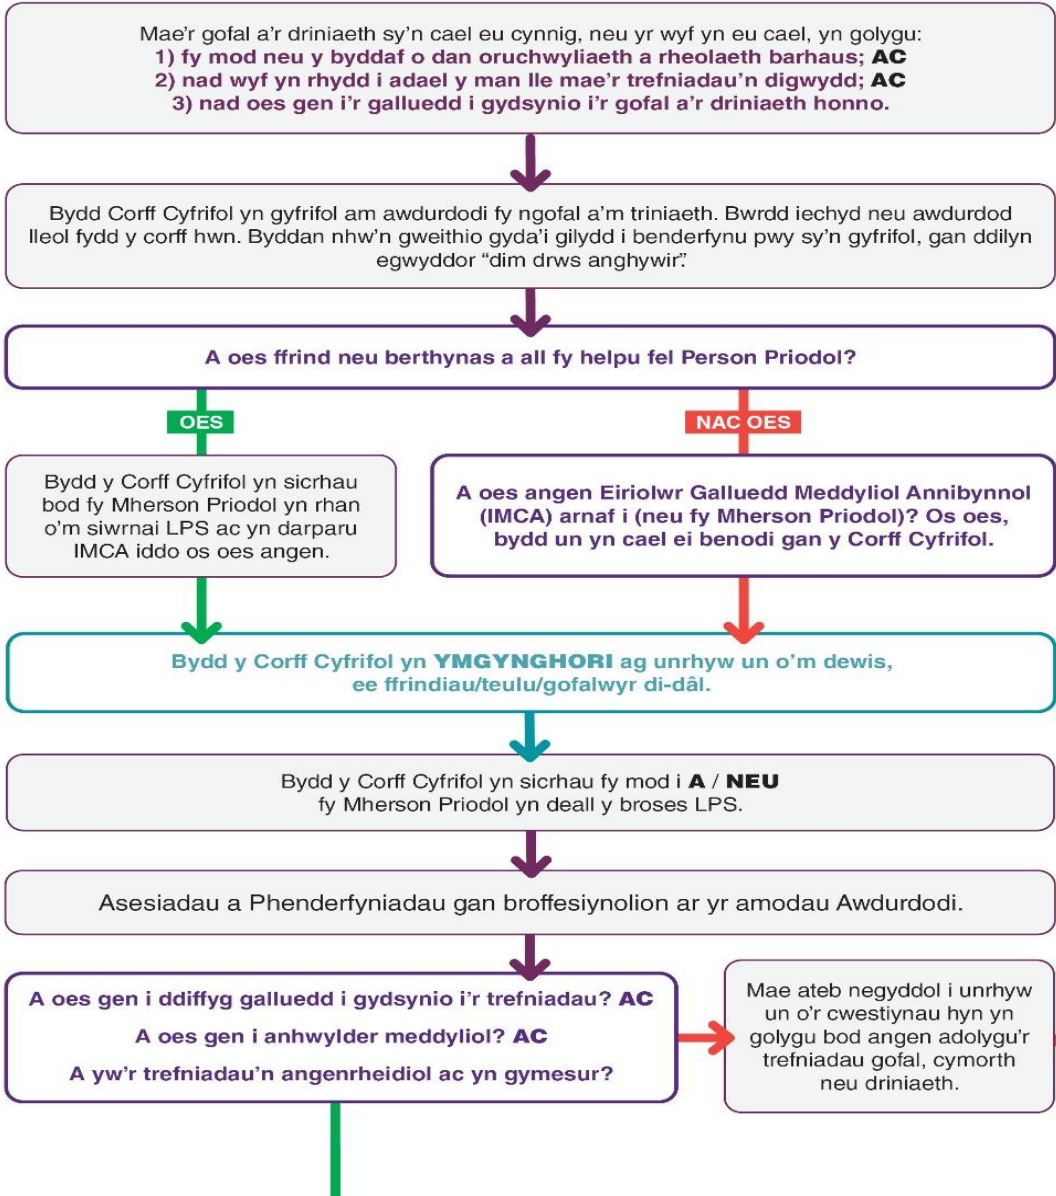 Mae'r gofal a'r driniaeth sy'n cael eu cynnig, neu yr wyf yn eu cael, yn golygu:
1) fy mod neu y byddaf o dan oruchwyliaeth a rheolaeth barhaus; AC
2) nad wyf yn rhydd i adael y man lle mae'r trefniadau'n digwydd; AC
3) nad oes gen i'r galluedd i gydsynio i'r gofal a'r driniaeth honno.
Bydd Corff Cyfrifol yn gyfrifol am awdurdodi fy ngofal a'm triniaeth. Bwrdd iechyd neu awdurdod
lleol fydd y corff hwn. Byddan nhw'n gweithio gyda'i gilydd i benderfynu pwy sy'n gyfrifol, gan ddilyn
egwyddor “dim drws anghywir”.
A oes ffrind neu berthynas a all fy helpu fel Person Priodol?
OES
NAC OES
Bydd y Corff Cyfrifol yn sicrhau
bod fy Mherson Priodol yn rhan
o'm siwrnai LPS ac yn darparu
IMCA iddo os oes angen.
A oes angen Eiriolwr Galluedd Meddyliol Annibynnol
(IMCA) arnaf i (neu fy Mherson Priodol)? Os oes,
bydd un yn cael ei benodi gan y Corff Cyfrifol.
Bydd y Corff Cyfrifol yn YMGYNGHORI ag unrhyw un o'm dewis,
ee ffrindiau/teulu/gofalwyr di-dâl.
Bydd y Corff Cyfrifol yn sicrhau fy mod i A / NEU
fy Mherson Priodol yn deall y broses LPS.
Asesiadau a Phenderfyniadau gan broffesiynolion ar yr amodau Awdurdodi.
A oes gen i ddiffyg galluedd i gydsynio i'r trefniadau? AC
A oes gen i anhwylder meddyliol? AC
A yw'r trefniadau'n angenrheidiol ac yn gymesur?
Mae ateb negyddol i unrhyw
un o'r cwestiynau hyn yn
golygu bod angen adolygu'r
trefniadau gofal, cymorth
neu driniaeth.